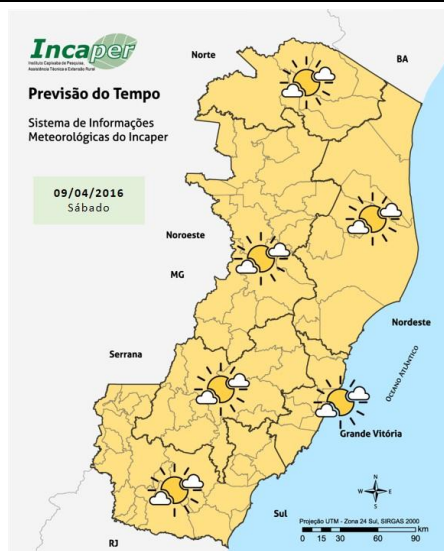 Incaper
Instituto Capixaba de Pesquisa,
Assistência Técnica e Extensão Rural
Previsão do Tempo
Sistema de Informações
Meteorológicas do Incaper
09/04/2016
Sábado
Norte
BA
Noroeste
MG
Nordeste
Serrana
OCEANO ATLÂNTICO
Grande Vitória
N
W
E
S
Sul
RJ
Projeção UTM - Zona 24 Sul, SIRGAS 2000
km
0 15 30 60 90